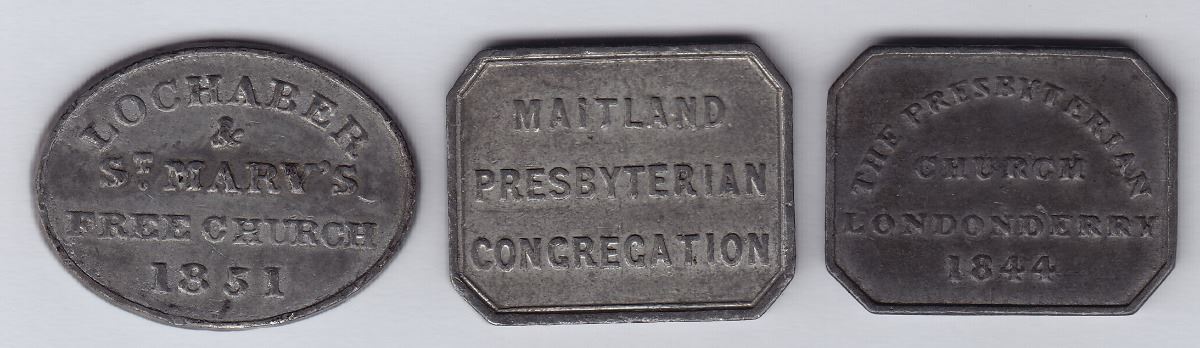 LOCHABER
&
ST. MARY'S
FREE CHURCH
1851
MAITLAND
PRESBYTERIAN
CONGREGATION
THE PRESBYTERIAN
CHURCH
LONDONDERRY
1844